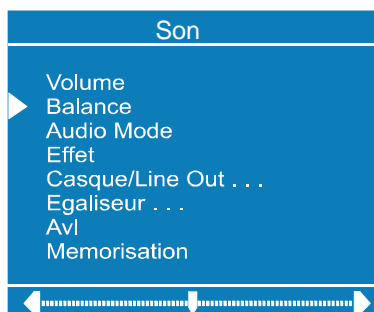 Son
Volume
Balance
Audio Mode
Effet
Casque/Line Out . . .
Egaliseur . . .
Avl
Memorisation